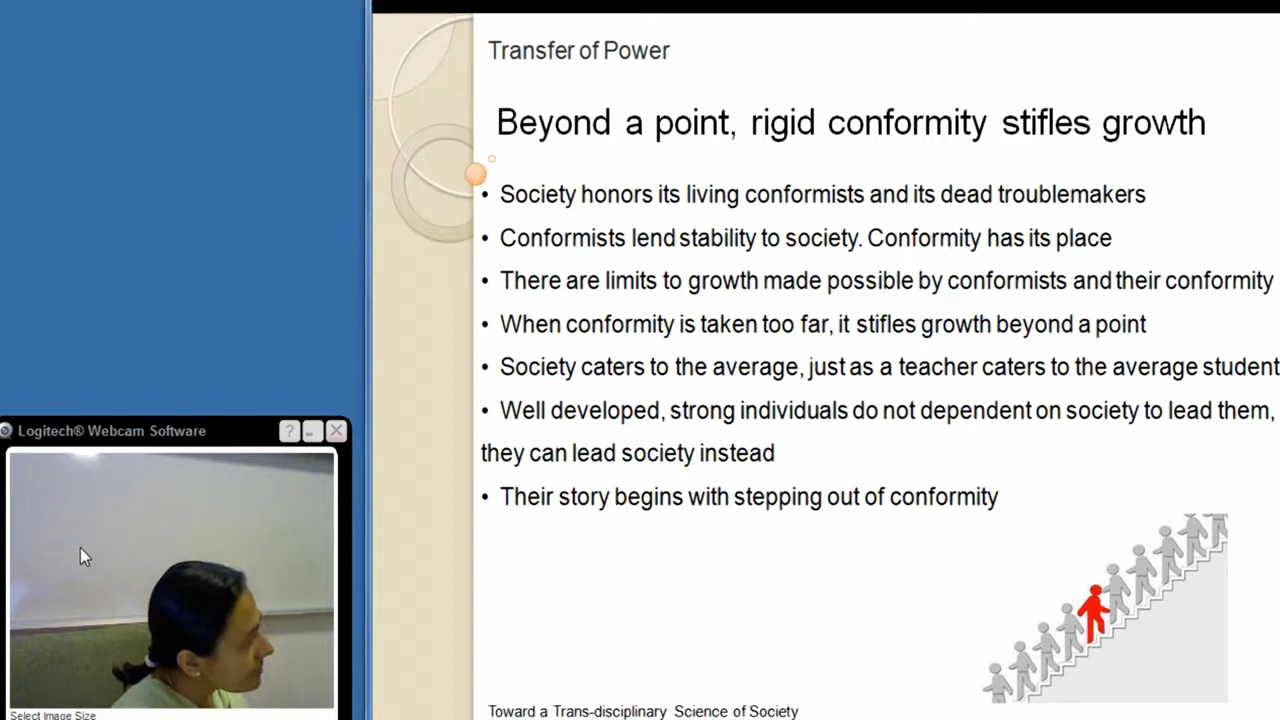 Transfer of Power
Beyond a point, rigid conformity stifles growth
• Society honors its living conformists and its dead troublemakers
• Conformists lend stability to society. Conformity has its place
• There are limits to growth made possible by conformists and their conformity
• When conformity is taken too far, it stifles growth beyond a point
• Society caters to the average, just as a teacher caters to the average student
• Well developed, strong individuals do not dependent on society to lead them,
they can lead society instead
• Their story begins with stepping out of conformity
Toward a Trans-disciplinary Science of Society
Logitech® Webcam Software
Select Image Size